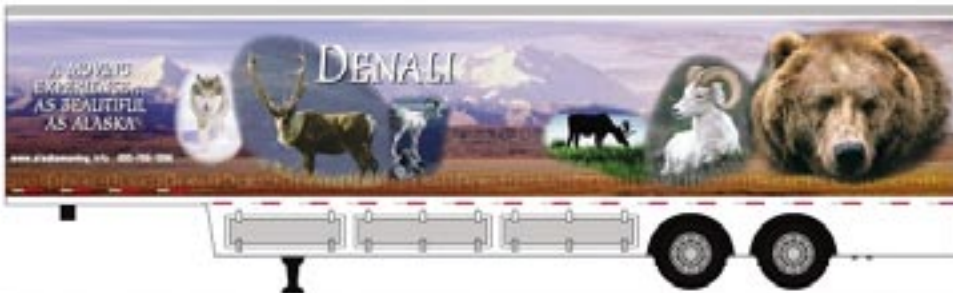 DENALI
A MOVING
EXPERIENCE...
AS BEAUTIFUL
AS ALASKA